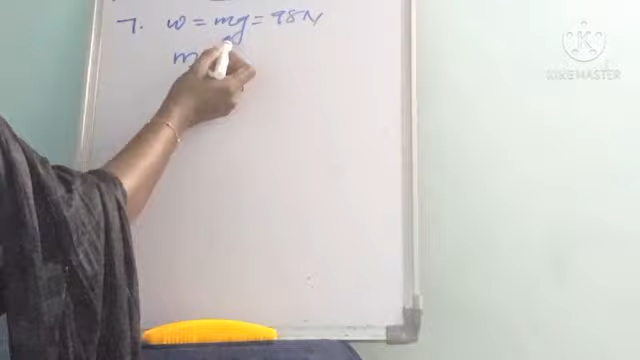 7. w = mg = 98N
m
KINEMASTER